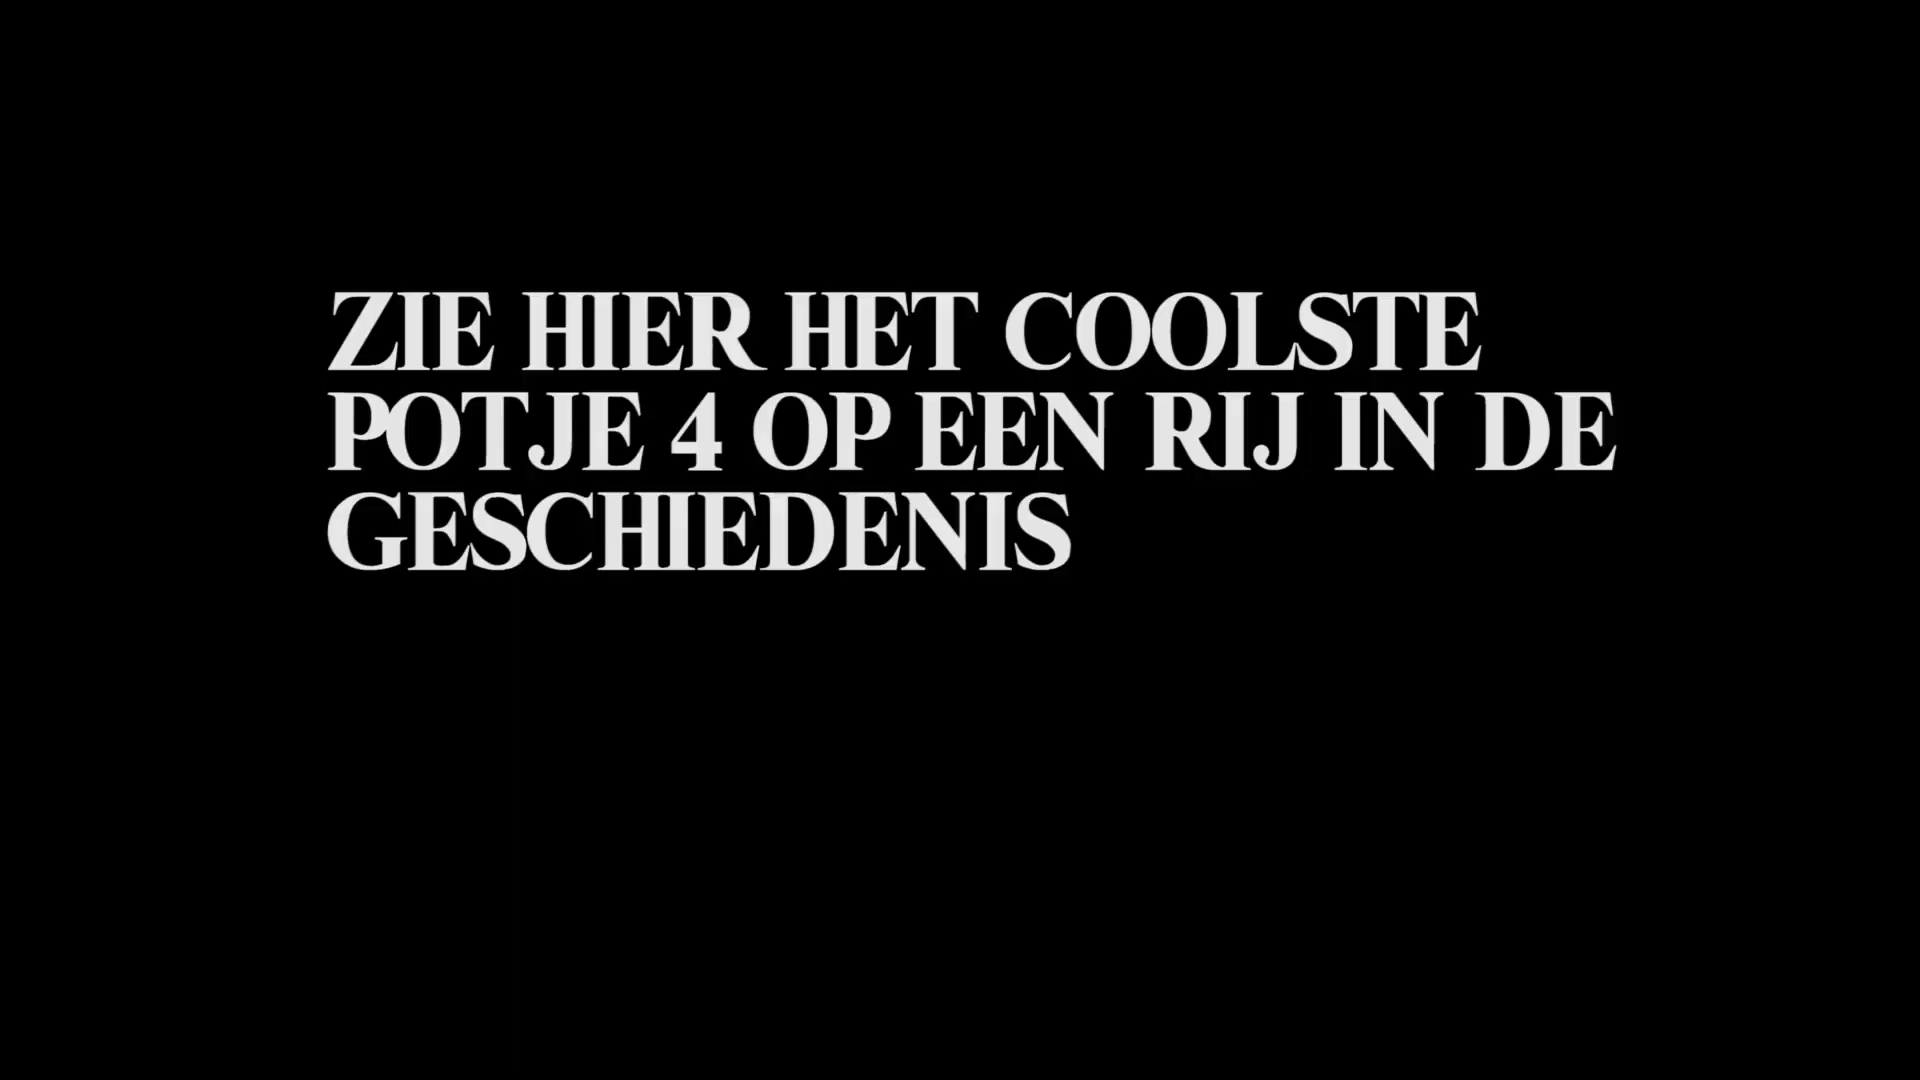 ZIE HIER HET COOLSTE
POTJE 4 OP EEN RIJ IN DE
GESCHIEDENIS